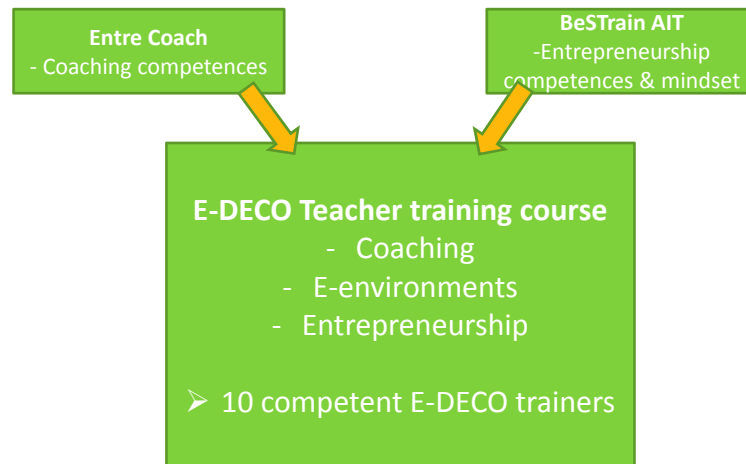 Entre Coach
- Coaching competences
BeSTrain AIT
-Entrepreneurship
competences & mindset
E-DECO Teacher training course
- Coaching
- E-environments
- Entrepreneurship
➢ 10 competent E-DECO trainers